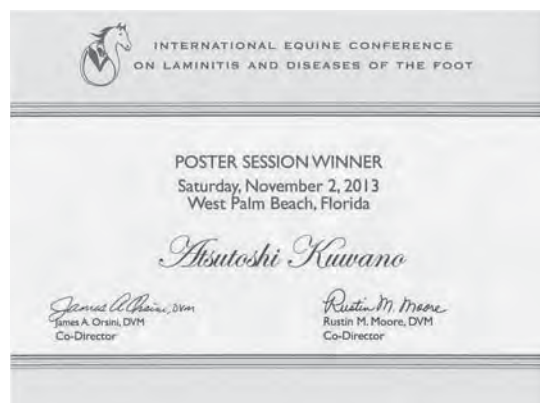 INTERNATIONAL EQUINE CONFERENCE
ON LAMINITIS AND DISEASES OF THE FOOT
POSTER SESSION WINNER
Saturday, November 2, 2013
West Palm Beach, Florida
Atsutoshi Kuwano
James A Orsini, DVM
James A. Orsini, DVM
Co-Director
Rustin M. Moore
Rustin M. Moore, DVM
Co-Director